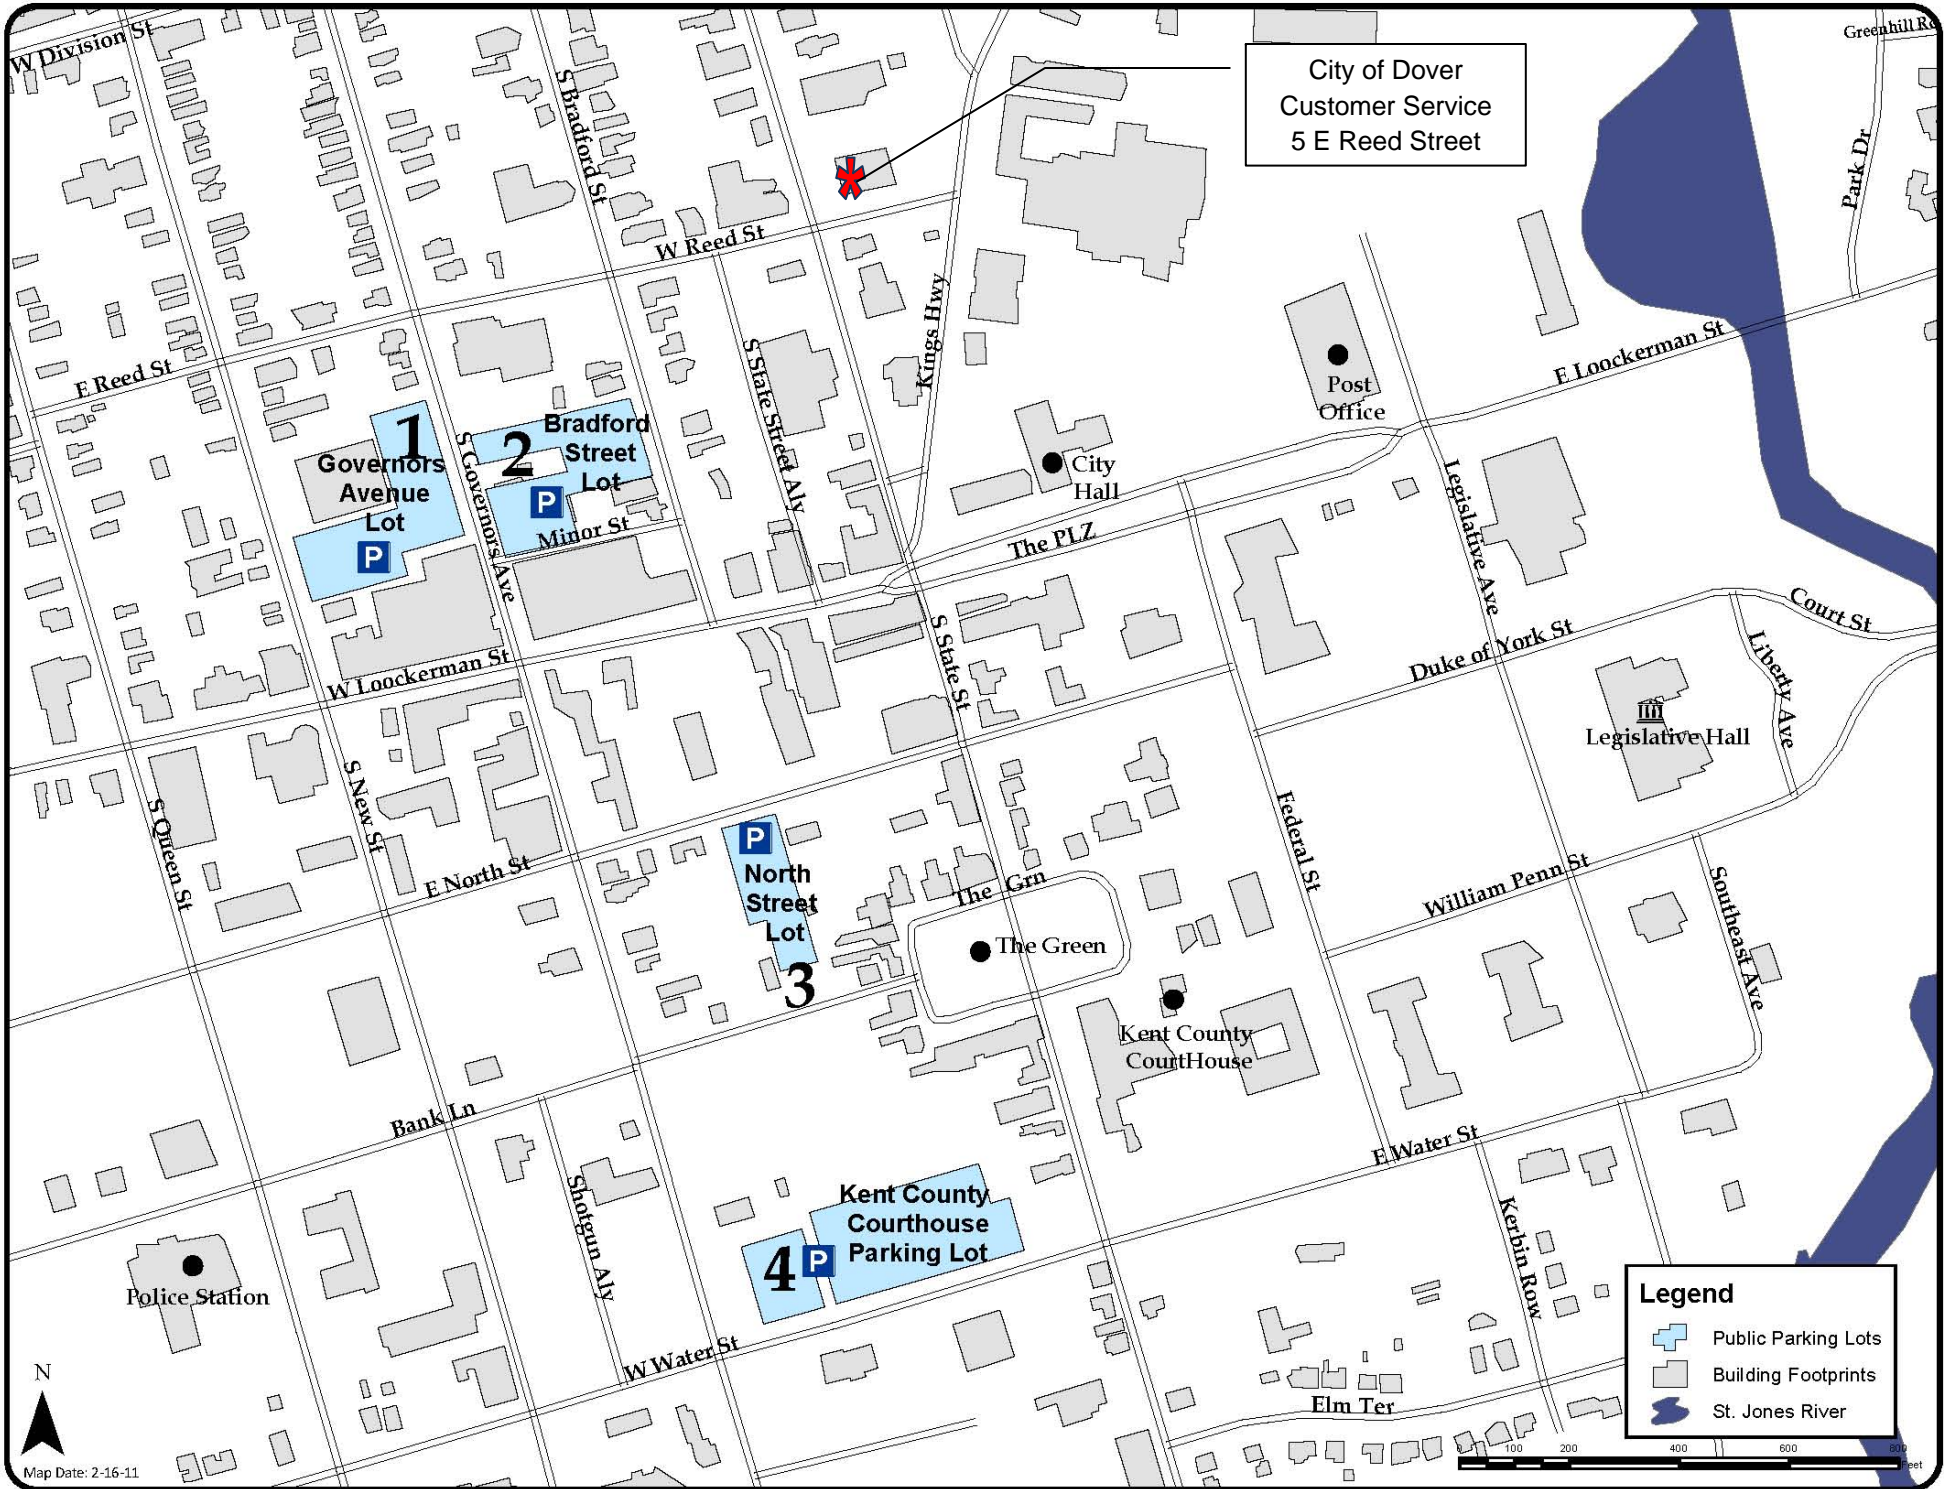 W Division St
S Bradford St
City of Dover
Customer Service
5 E Reed Street
Greenhill Rd
Park Dr
W Reed St
Kings Hwy
E Reed St
S State Street Aly
Post
Office
E Loockerman St
1
Governors
Avenue
Lot
P
S Governors Ave
2
Bradford
Street
Lot
P
Minor St
City
Hall
The PLZ
Legislative Ave
W Loockerman St
S State St
Duke of York St
Court St
Liberty Ave
Legislative Hall
S Queen St
S New St
E North St
P
North
Street
Lot
3
The Grn
The Green
Federal St
William Penn St
Southeast Ave
Kent County
CourtHouse
Bank Ln
Shotgun Aly
Police Station
4
P
Kent County
Courthouse
Parking Lot
E Water St
Kerbin Row
W Water St
Elm Ter
Legend
Public Parking Lots
Building Footprints
St. Jones River
N
Map Date: 2-16-11
0 100 200 400 600 800
Feet